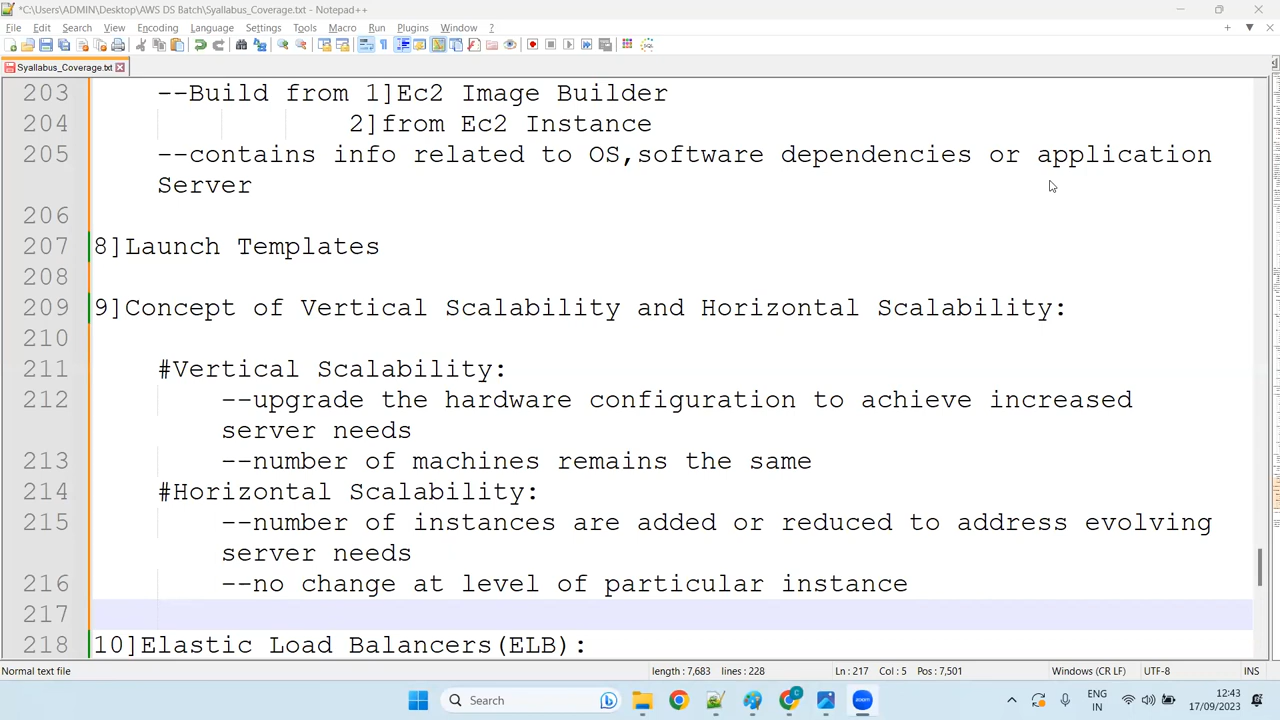 *C:\Users\ADMIN\Desktop\AWS DS Batch\Syallabus_Coverage.txt - Notepad++
File Edit Search View Encoding Language Settings Tools Macro Run Plugins Window ?
Syallabus_Coverage.txt
203 --Build from 1]Ec2 Image Builder
204 2]from Ec2 Instance
205 --contains info related to OS,software dependencies or application
Server
206
207 8]Launch Templates
208
209 9]Concept of Vertical Scalability and Horizontal Scalability:
210
211 #Vertical Scalability:
212 --upgrade the hardware configuration to achieve increased
server needs
213 --number of machines remains the same
214 #Horizontal Scalability:
215 --number of instances are added or reduced to address evolving
server needs
216 --no change at level of particular instance
217
218 10]Elastic Load Balancers(ELB):
Normal text file length : 7,683 lines : 228 Ln : 217 Col : 5 Pos : 7,501 Windows (CR LF) UTF-8 INS
Search zoom ENG IN 12:43 17/09/2023